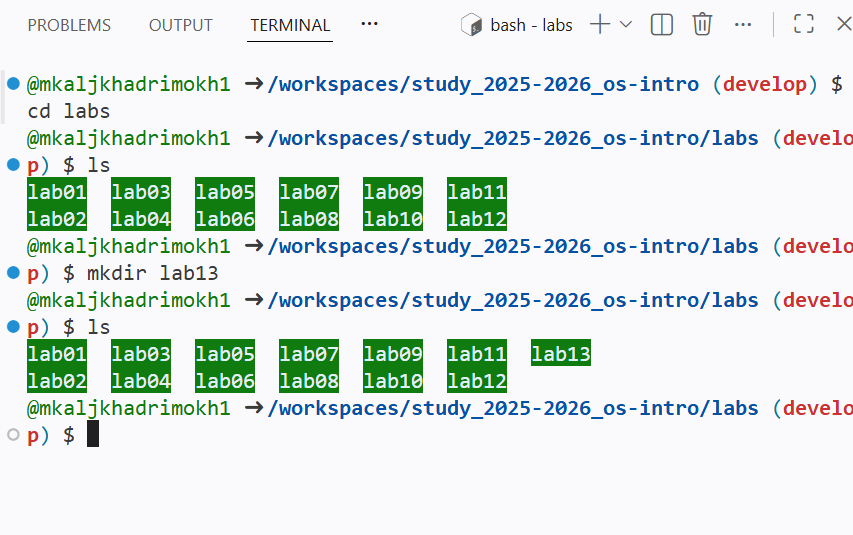 PROBLEMS OUTPUT TERMINAL ··· bash - labs ···
@mkaljkhadrimokh1 ➜/workspaces/study_2025-2026_os-intro (develop) $
cd labs
@mkaljkhadrimokh1 ➜/workspaces/study_2025-2026_os-intro/labs (develo
p) $ ls
lab01 lab03 lab05 lab07 lab09 lab11
lab02 lab04 lab06 lab08 lab10 lab12
@mkaljkhadrimokh1 ➜/workspaces/study_2025-2026_os-intro/labs (develo
p) $ mkdir lab13
@mkaljkhadrimokh1 ➜/workspaces/study_2025-2026_os-intro/labs (develo
p) $ ls
lab01 lab03 lab05 lab07 lab09 lab11 lab13
lab02 lab04 lab06 lab08 lab10 lab12
@mkaljkhadrimokh1 ➜/workspaces/study_2025-2026_os-intro/labs (develo
p) $